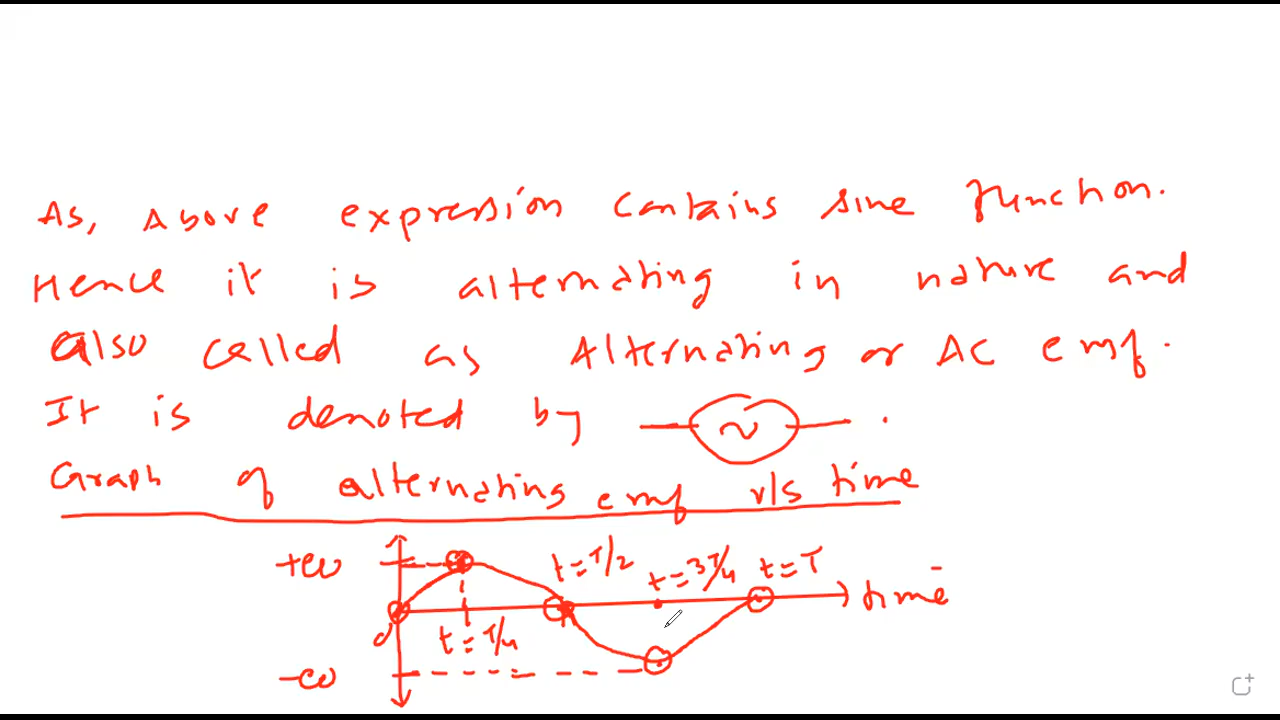 As, Above expression contains sine function.
Hence it is alternating in nature and
also called as Alternating or AC emf.
It is denoted by ~ .
Graph of alternating emf v/s time
+e0
t=T/2
t=3T/4
t=T
time
0
t=T/4
-e0